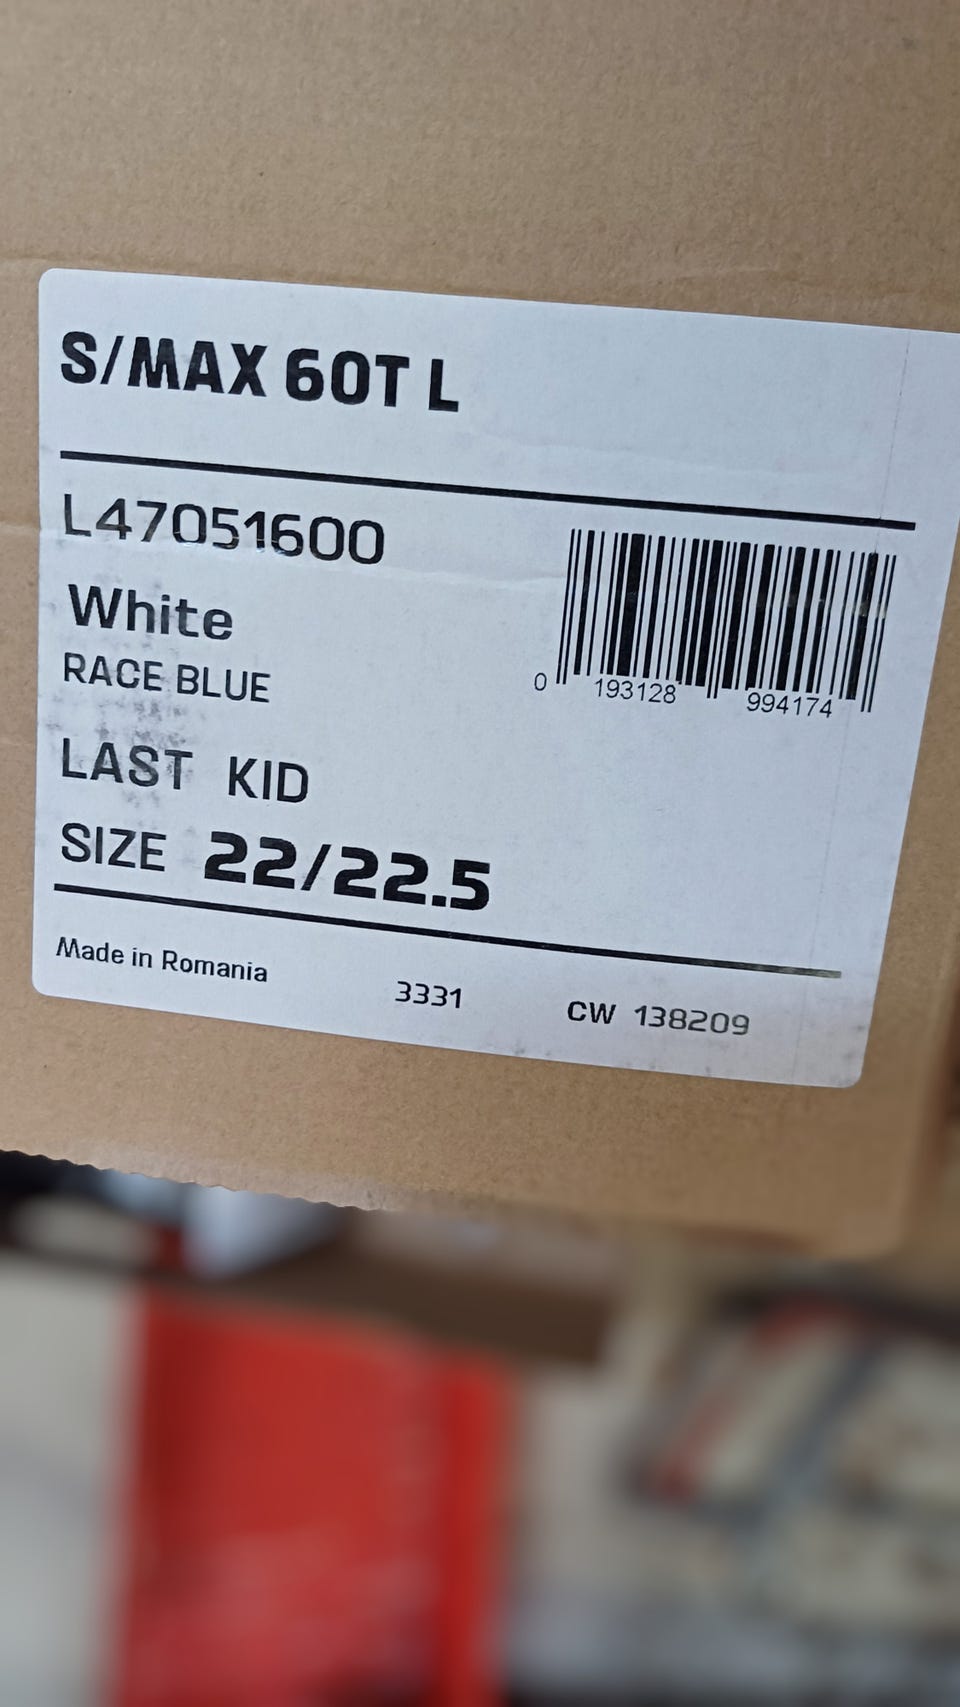 S/MAX 60T L
L47051600
White
RACE BLUE
0 193128 994174
LAST KID
SIZE 22/22.5
Made in Romania 3331 CW 138209